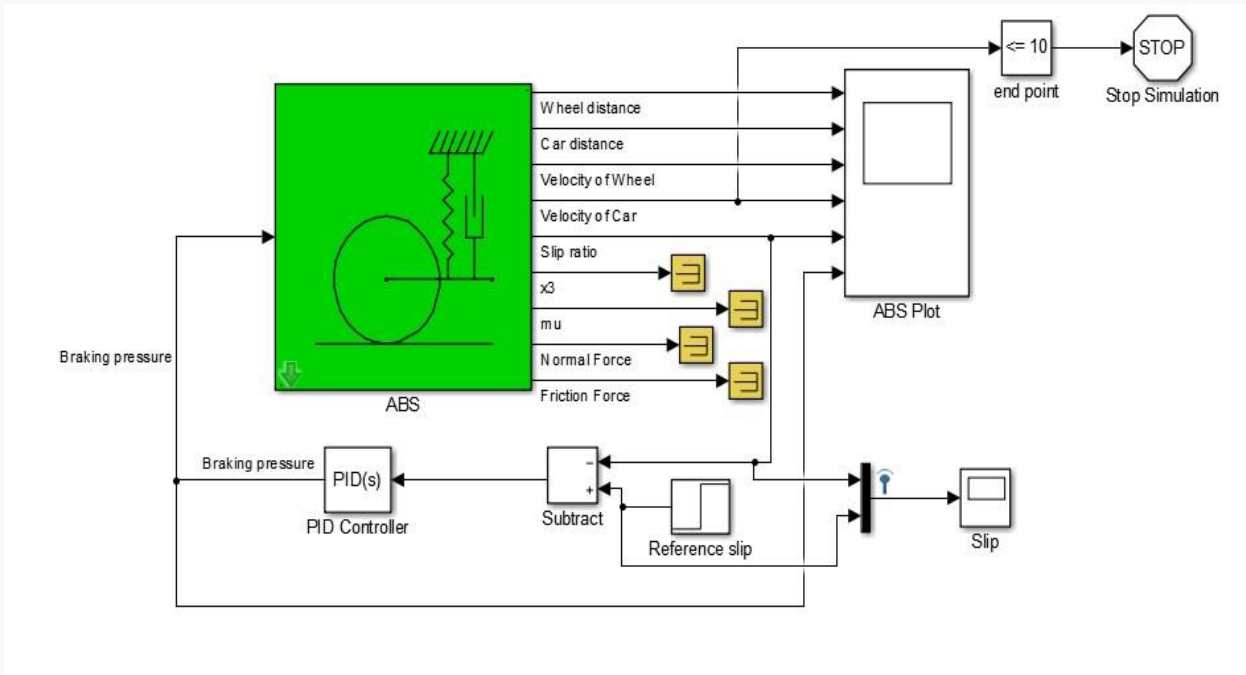 <= 10
STOP
end point
Stop Simulation
Wheel distance
Car distance
Velocity of Wheel
Velocity of Car
Slip ratio
x3
mu
Normal Force
Friction Force
ABS Plot
ABS
Braking pressure
Braking pressure
PID(s)
PID Controller
-
+
Subtract
Reference slip
Slip